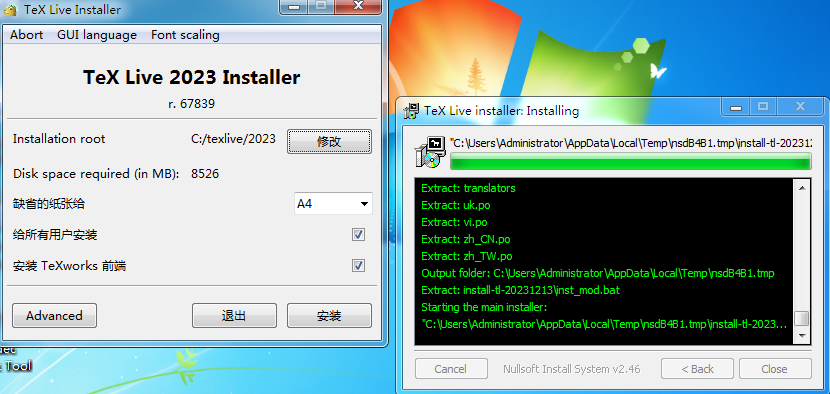 TeX Live Installer
Abort GUI language Font scaling
TeX Live 2023 Installer
r. 67839
Installation root C:/texlive/2023 修改
Disk space required (in MB): 8526
缺省的纸张给 A4
给所有用户安装
安装 TeXworks 前端
Advanced 退出 安装
Tool
TeX Live installer: Installing
"C:\Users\Administrator\AppData\Local\Temp\nsdB4B1.tmp\install-tl-2023121
Extract: translators
Extract: uk.po
Extract: vi.po
Extract: zh_CN.po
Extract: zh_TW.po
Output folder: C:\Users\Administrator\AppData\Local\Temp\nsdB4B1.tmp
Extract: install-tl-20231213\inst_mod.bat
Starting the main installer:
"C:\Users\Administrator\AppData\Local\Temp\nsdB4B1.tmp\install-tl-2023...
Cancel Nullsoft Install System v2.46 < Back Close